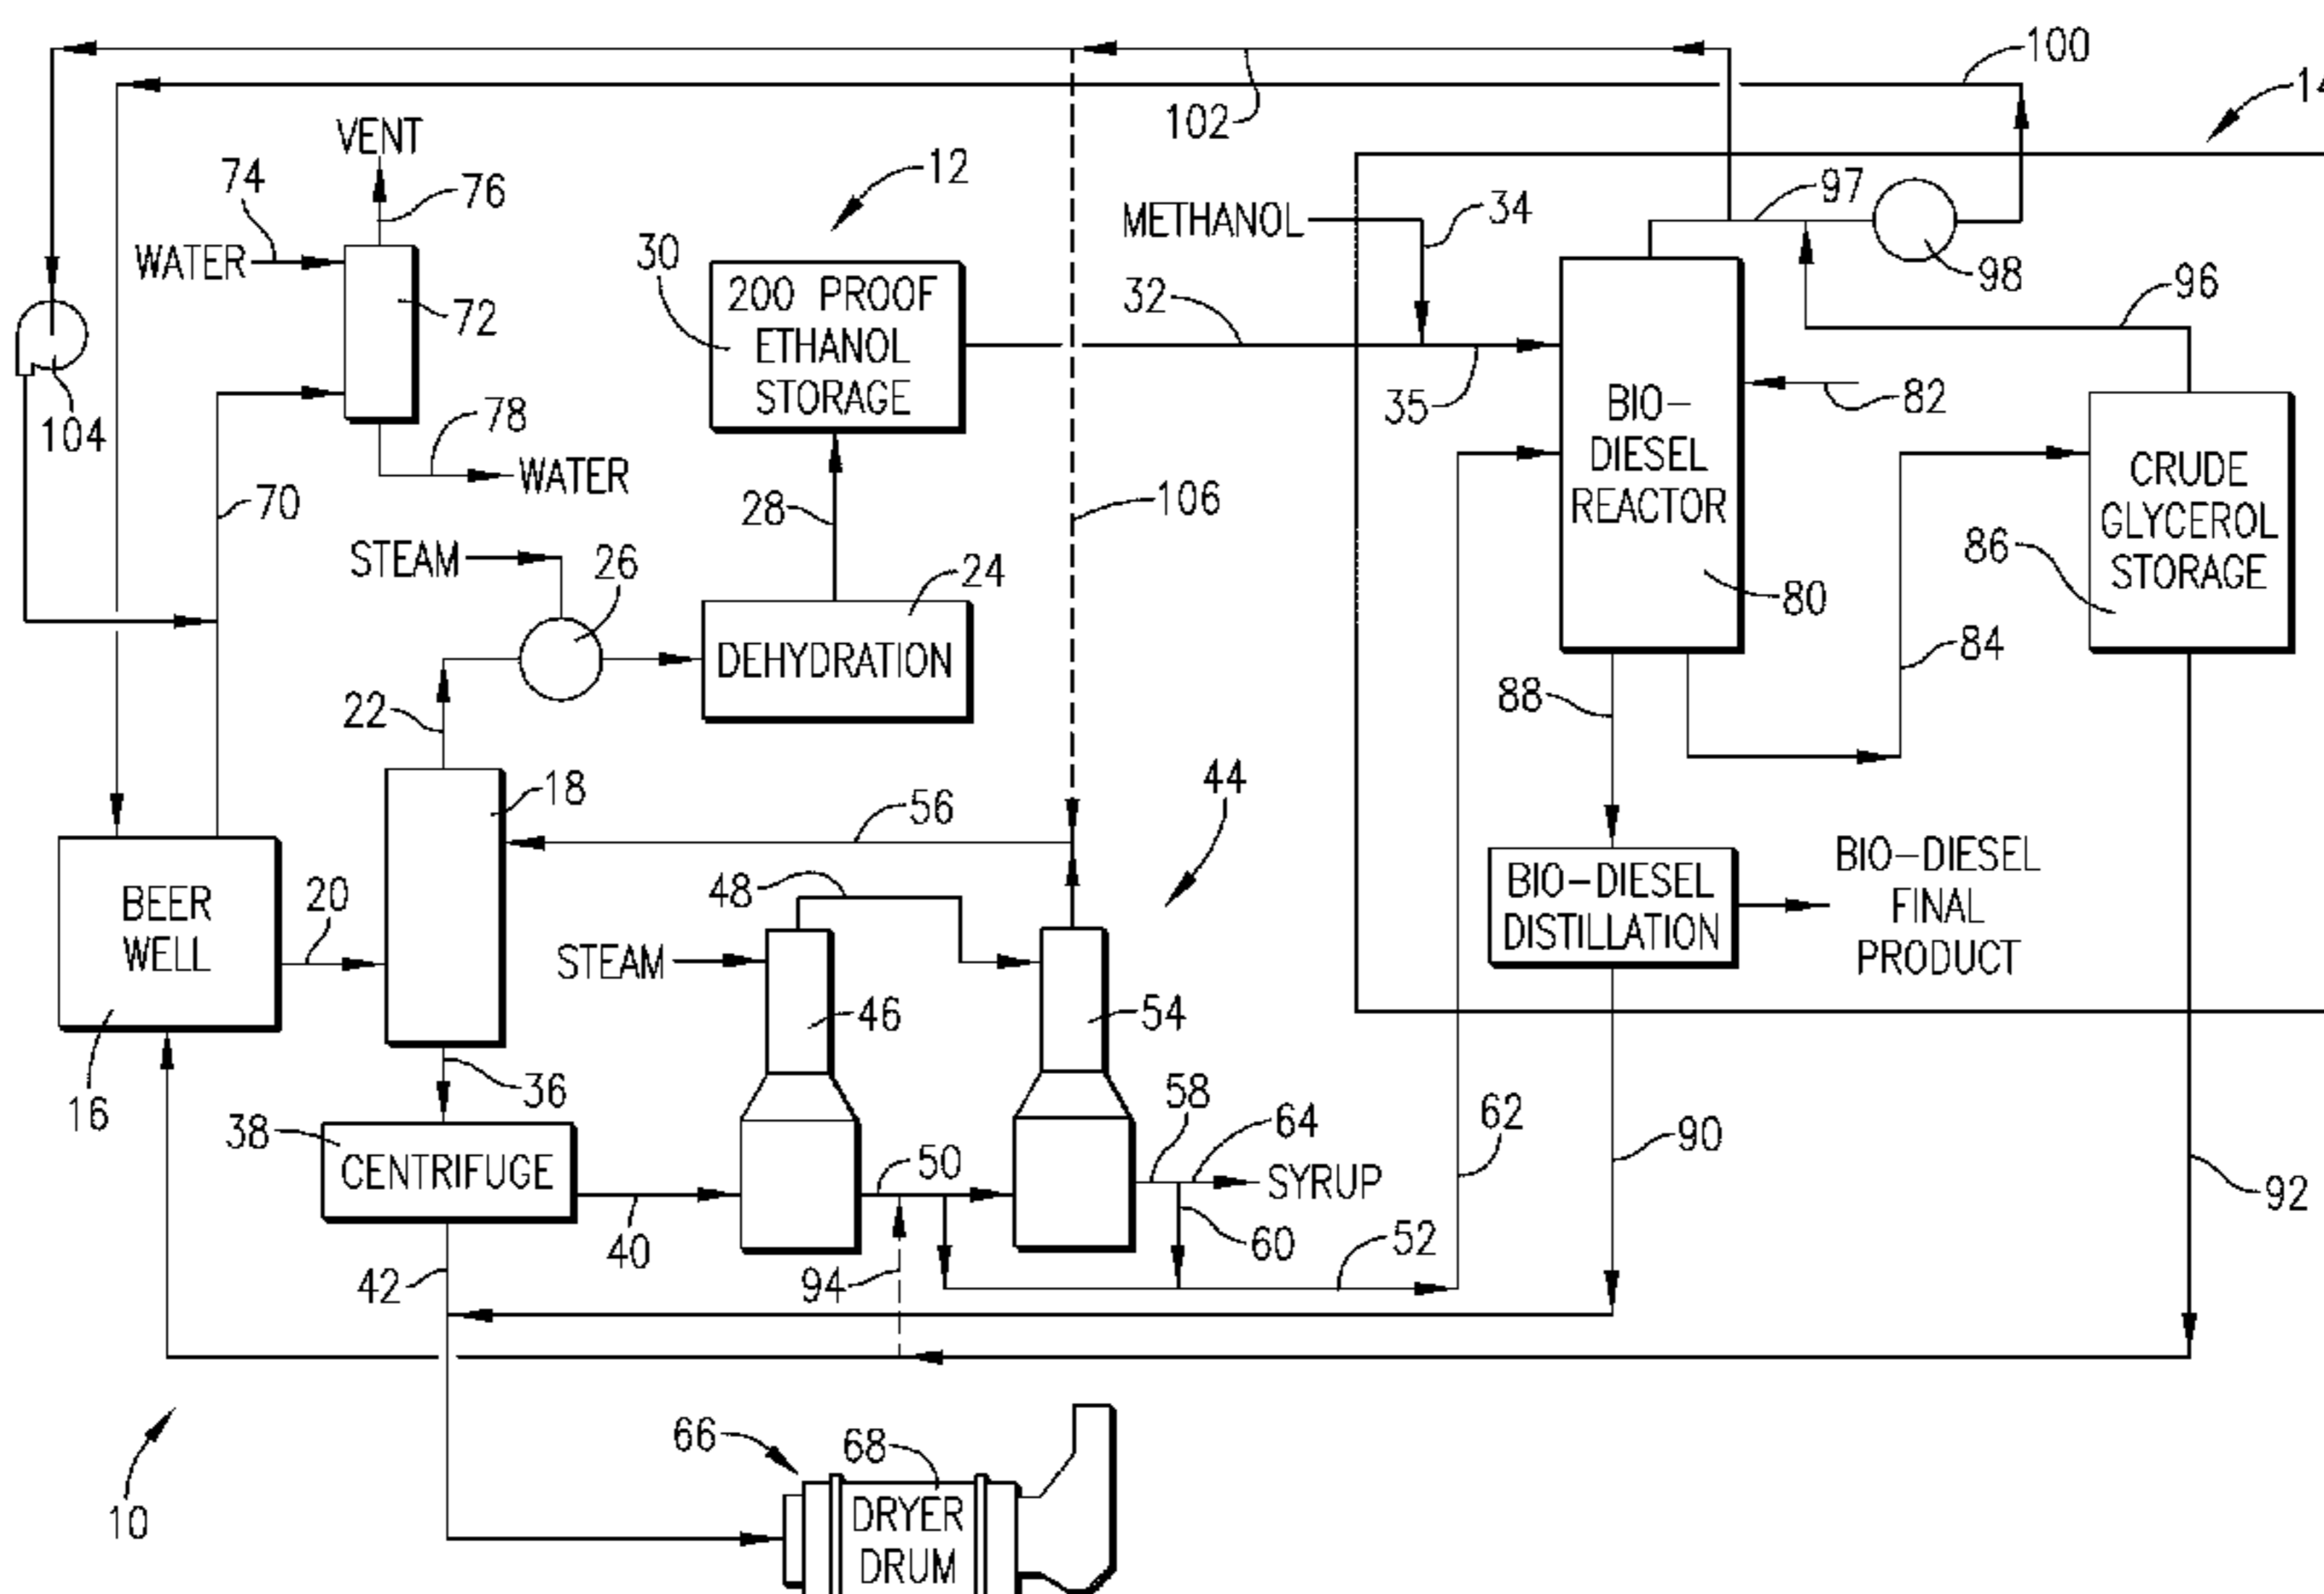 100
14
102
VENT
74
76
12
97
METHANOL
34
WATER
30
200 PROOF
ETHANOL
STORAGE
32
98
96
72
35
82
104
78
BIO-
DIESEL
REACTOR
WATER
CRUDE
GLYCEROL
STORAGE
70
28
106
86
STEAM
26
24
80
DEHYDRATION
84
22
88
18
44
56
BIO-DIESEL
FINAL
PRODUCT
BEER
WELL
20
48
BIO-DIESEL
DISTILLATION
STEAM
46
54
16
36
58
64
62
90
38
CENTRIFUGE
50
SYRUP
92
40
60
52
42
94
66
68
DRYER
DRUM
10